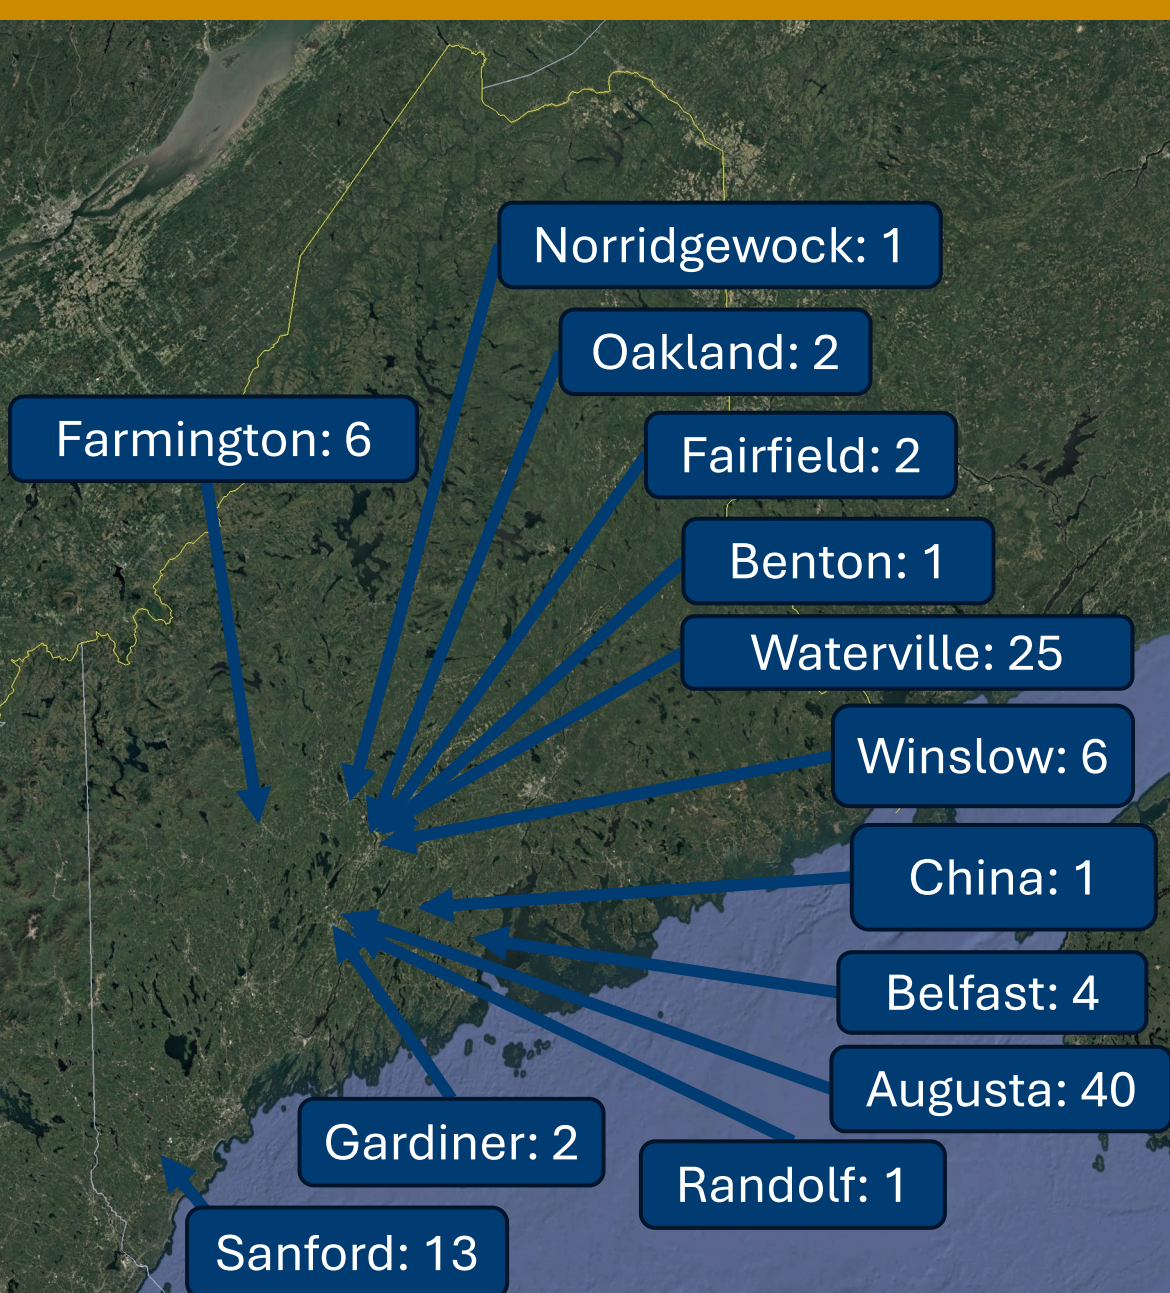 Norridgewock: 1
Oakland: 2
Farmington: 6
Fairfield: 2
Benton: 1
Waterville: 25
Winslow: 6
China: 1
Belfast: 4
Augusta: 40
Gardiner: 2
Randolf: 1
Sanford: 13